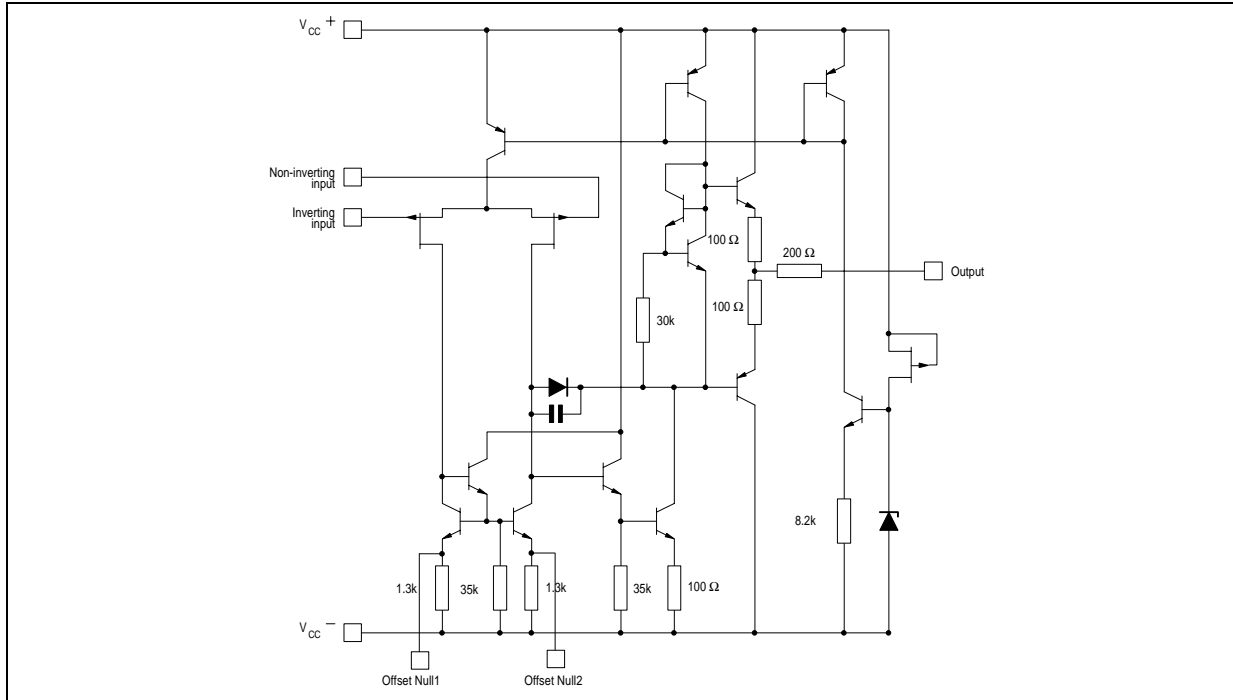 V CC +
Non-inverting
input
Inverting
input
100 Ω
200 Ω
Output
100 Ω
30k
8.2k
1.3k
35k
1.3k
35k
100 Ω
V CC −
Offset Null1
Offset Null2